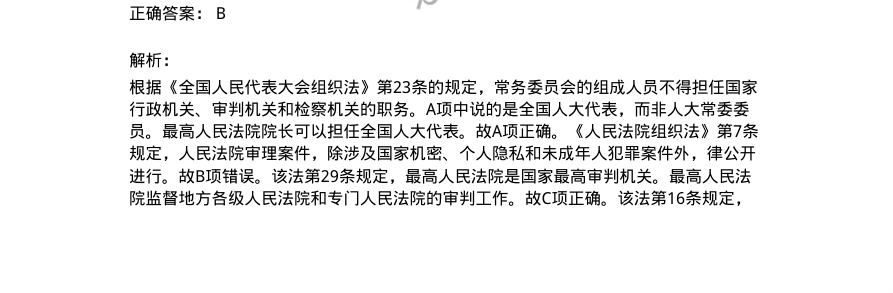 正确答案： B
解析：
根据《全国人民代表大会组织法》第23条的规定，常务委员会的组成人员不得担任国家
行政机关、审判机关和检察机关的职务。A项中说的是全国人大代表，而非人大常委委
员。最高人民法院院长可以担任全国人大代表。故A项正确。《人民法院组织法》第7条
规定，人民法院审理案件，除涉及国家机密、个人隐私和未成年人犯罪案件外，律公开
进行。故B项错误。该法第29条规定，最高人民法院是国家最高审判机关。最高人民法
院监督地方各级人民法院和专门人民法院的审判工作。故C项正确。该法第16条规定，